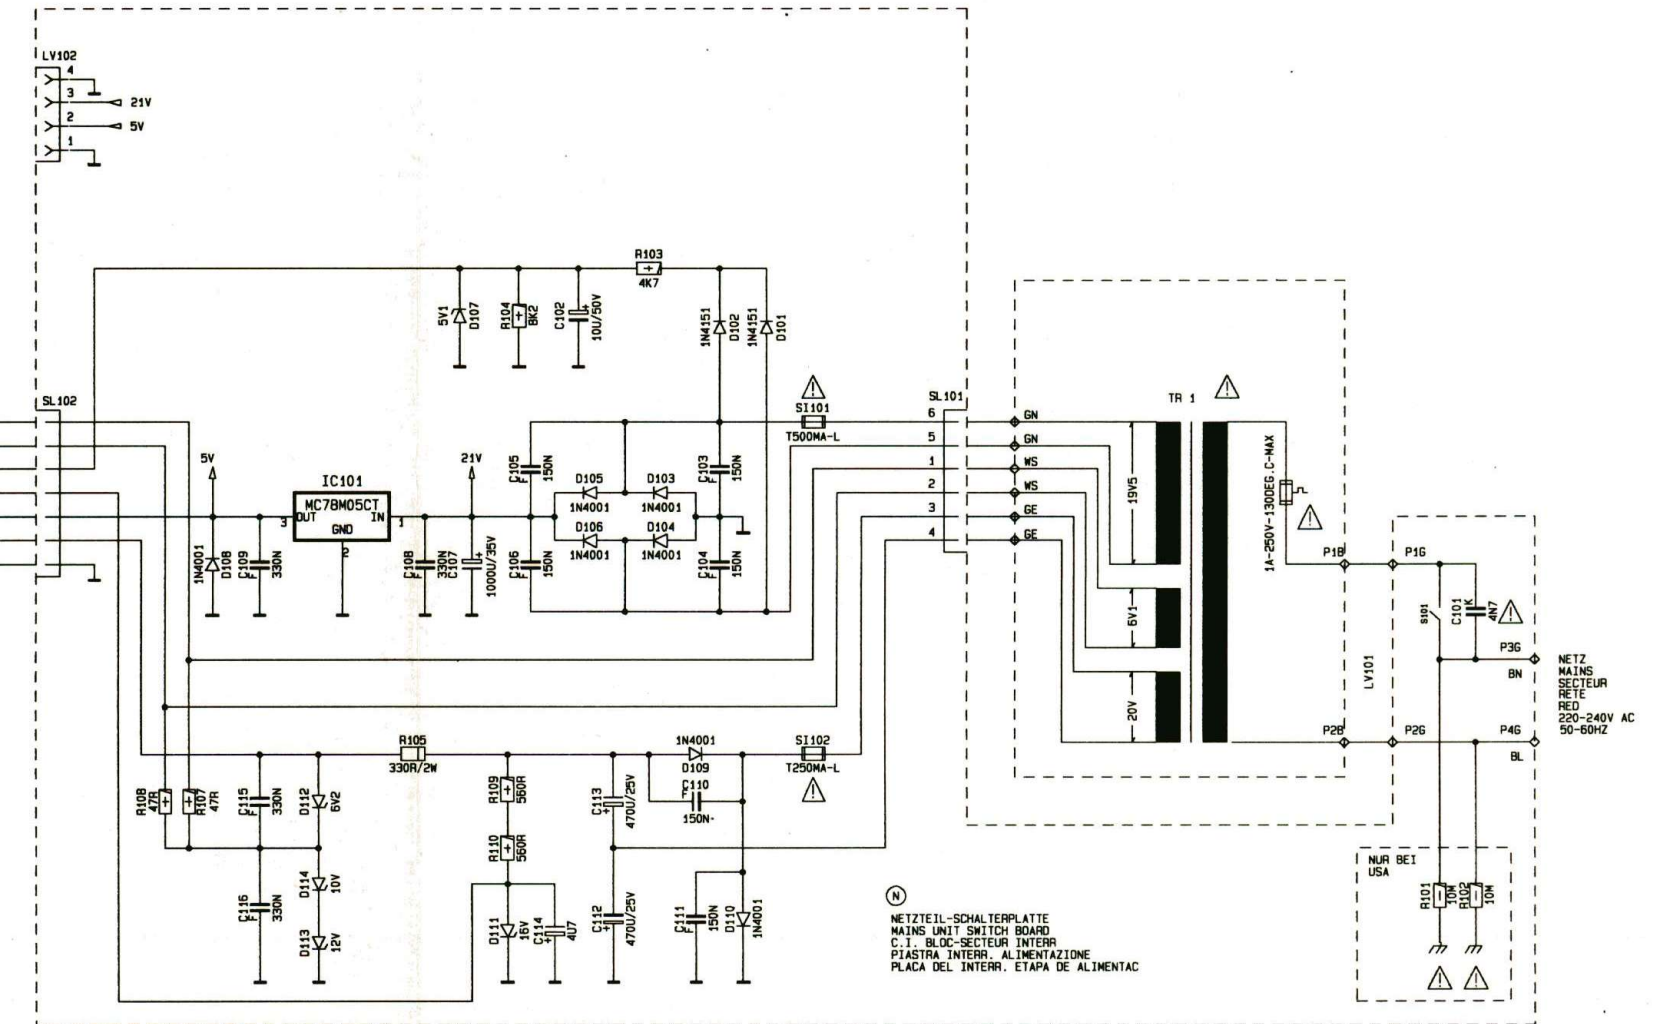 LV102
4
3
21V
2
5V
1
R103
4K7
5V1
D107
R104
8K2
C102
10U/50V
1N4151
D102
1N4151
D101
SL102
SI101
T500MA-L
SL101
6
5
1
2
3
4
GN
GN
WS
WS
GE
GE
TR 1
19V5
6V1
20V
1A-250V-130DEG.C-MAX
5V
IC101
MC78M05CT
OUT
IN
GND
3
1
2
21V
C105
F
150N
D105
1N4001
D103
1N4001
C103
F
150N
D106
1N4001
D104
1N4001
1N4001
D108
C109
F
330N
C108
F
330N
C107
1000U/35V
C106
F
150N
C104
F
150N
P1B
P1G
S101
C101
K
4N7
P3G
BN
LV101
P2B
P2G
P4G
BL
NETZ
MAINS
SECTEUR
RETE
RED
220-240V AC
50-60HZ
R105
330R/2W
1N4001
D109
SI102
T250MA-L
R108
47R
R107
47R
C115
F
330N
D112
6V2
R109
560R
C113
470U/25V
C110
F
150N
R110
560R
D114
10V
C116
F
330N
D113
12V
D111
16V
C114
4U7
C112
470U/25V
C111
F
150N
D110
1N4001
NUR BEI
USA
R101
10M
R102
10M
N
NETZTEIL-SCHALTERPLATTE
MAINS UNIT SWITCH BOARD
C.I. BLOC-SECTEUR INTERR
PIASTRA INTERR. ALIMENTAZIONE
PLACA DEL INTERR. ETAPA DE ALIMENTAC